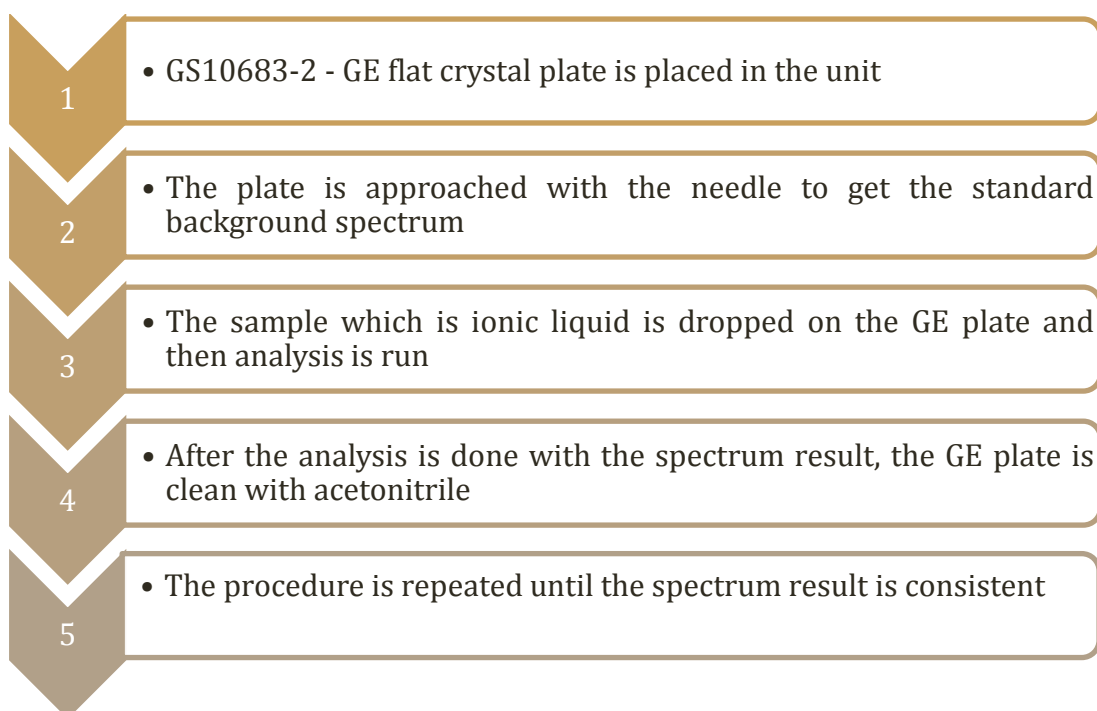 1
• GS10683-2 - GE flat crystal plate is placed in the unit
2
• The plate is approached with the needle to get the standard
background spectrum
3
• The sample which is ionic liquid is dropped on the GE plate and
then analysis is run
4
• After the analysis is done with the spectrum result, the GE plate is
clean with acetonitrile
5
• The procedure is repeated until the spectrum result is consistent